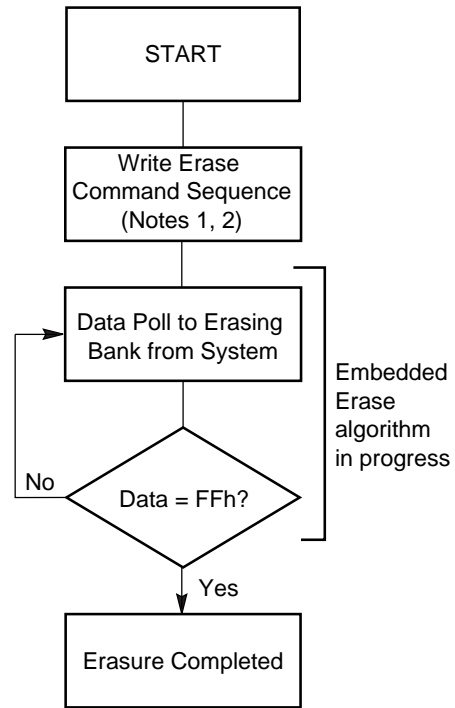 START
Write Erase
Command Sequence
(Notes 1, 2)
Data Poll to Erasing
Bank from System
Embedded
Erase
algorithm
in progress
No
Data = FFh?
Yes
Erasure Completed